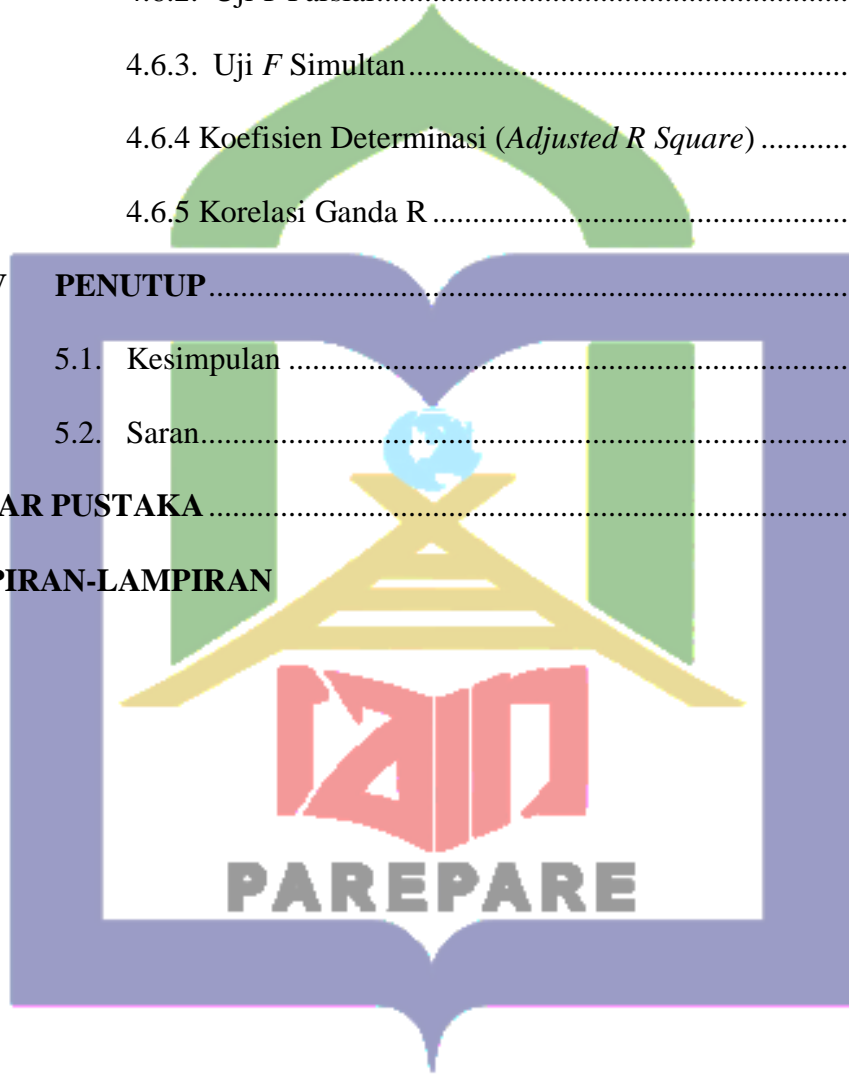 4.6.3. Uji F Simultan
4.6.4 Koefisien Determinasi (Adjusted R Square)
4.6.5 Korelasi Ganda R
PENUTUP
5.1. Kesimpulan
5.2. Saran
AR PUSTAKA
PIRAN-LAMPIRAN
iain
PAREPARE